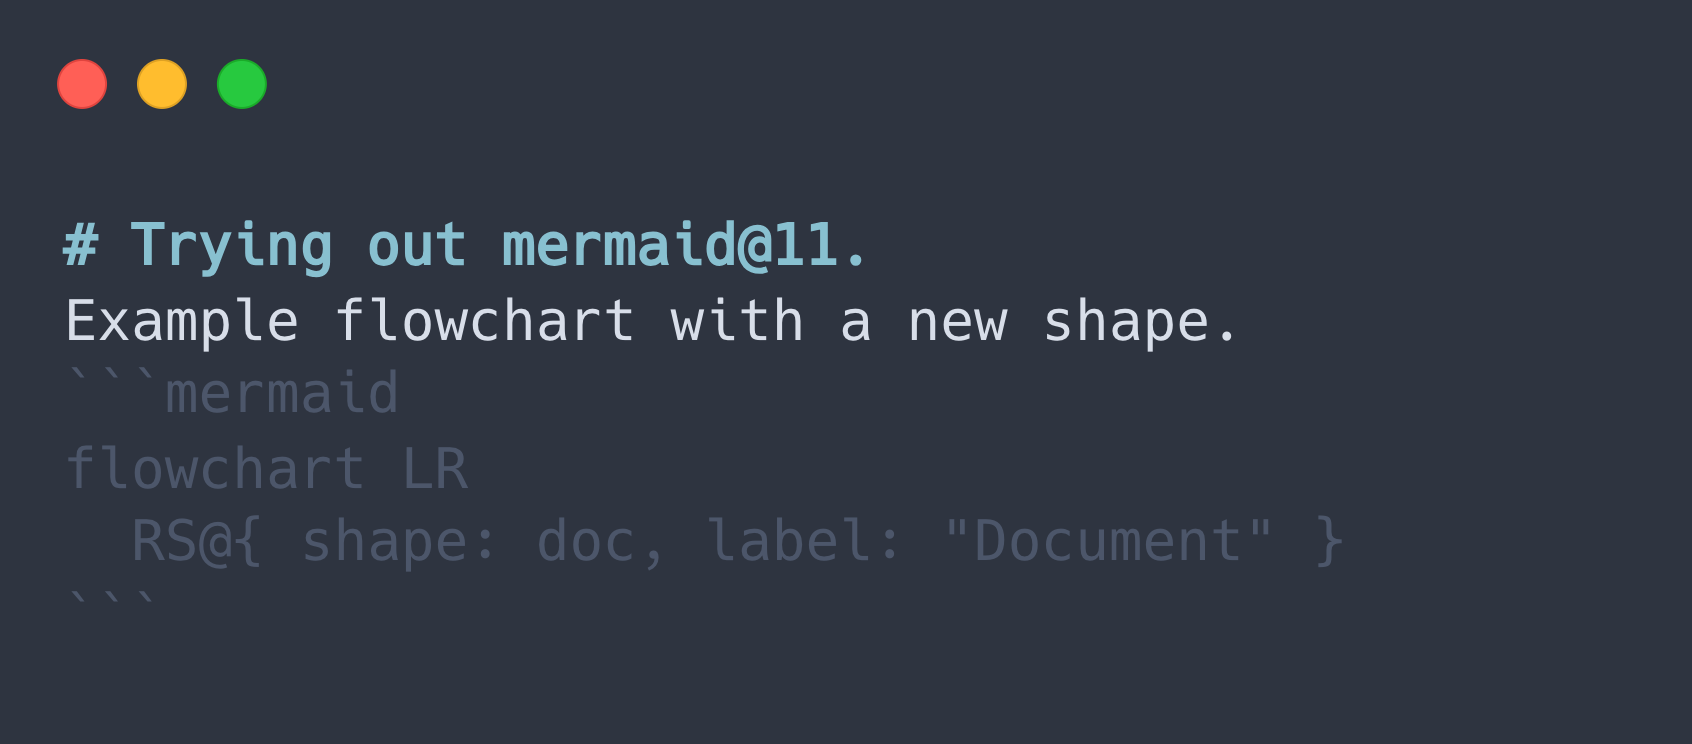 # Trying out mermaid@11.
Example flowchart with a new shape.
```mermaid
flowchart LR
  RS@{ shape: doc, label: "Document" }
```